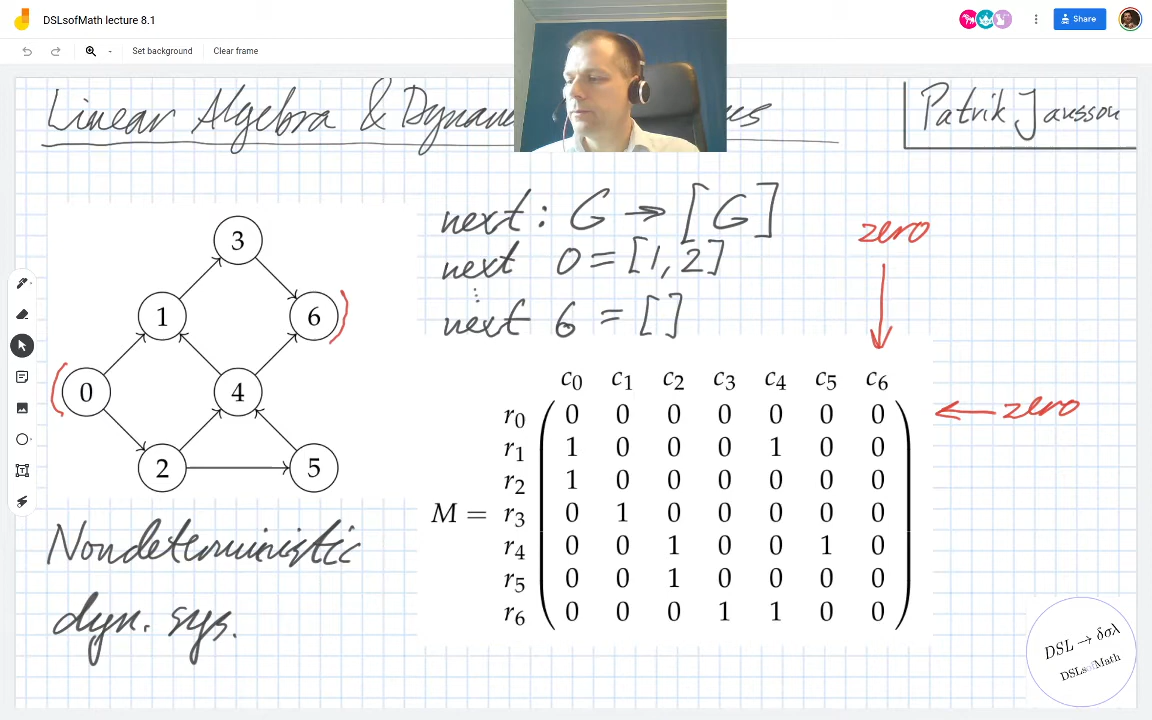 DSLsofMath lecture 8.1
Share
Set background
Clear frame
Linear Algebra & Dynam
Patrik Jansson
next : G → [G]
next 0 = [1, 2]
⋮
next 6 = []
zero
3
1
6
0
4
2
5
c0 c1 c2 c3 c4 c5 c6
r0 0 0 0 0 0 0 0
← zero
r1 1 0 0 0 1 0 0
r2 1 0 0 0 0 0 0
M = r3 0 1 0 0 0 0 0
r4 0 0 1 0 0 1 0
r5 0 0 1 0 0 0 0
r6 0 0 0 1 1 0 0
Nondeterministic
dyn. sys.
DSL → δσλ
DSLsofMath